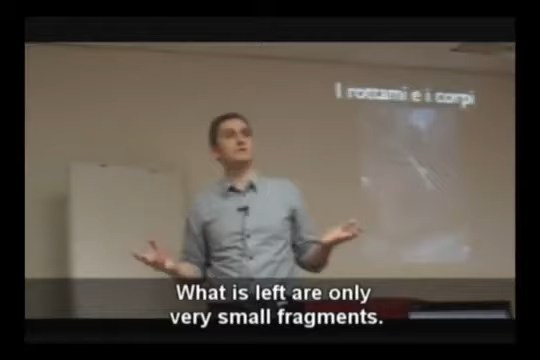 I rottami e i corpi
What is left are only
very small fragments.